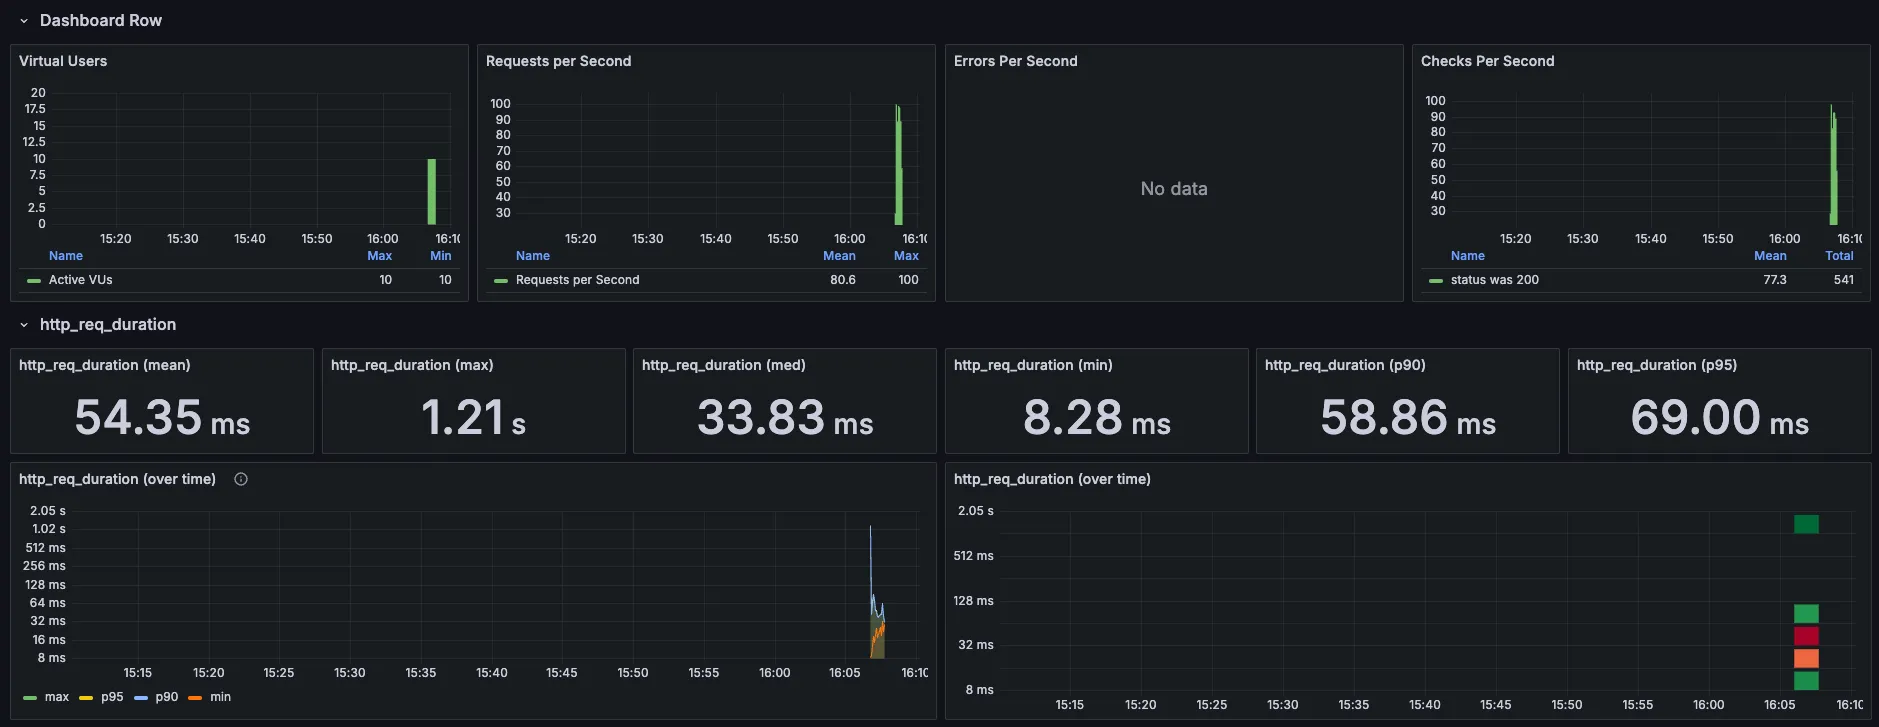 Dashboard Row
Virtual Users
20
17.5
15
12.5
10
7.5
5
2.5
0
15:20 15:30 15:40 15:50 16:00 16:10
Name Max Min
Active VUs 10 10
Requests per Second
100
90
80
70
60
50
40
30
15:20 15:30 15:40 15:50 16:00 16:10
Name Mean Max
Requests per Second 80.6 100
Errors Per Second
No data
Checks Per Second
100
90
80
70
60
50
40
30
15:20 15:30 15:40 15:50 16:00 16:10
Name Mean Total
status was 200 77.3 541
http_req_duration
http_req_duration (mean)
54.35 ms
http_req_duration (max)
1.21 s
http_req_duration (med)
33.83 ms
http_req_duration (min)
8.28 ms
http_req_duration (p90)
58.86 ms
http_req_duration (p95)
69.00 ms
http_req_duration (over time)
2.05 s
1.02 s
512 ms
256 ms
128 ms
64 ms
32 ms
16 ms
8 ms
15:15 15:20 15:25 15:30 15:35 15:40 15:45 15:50 15:55 16:00 16:05 16:10
max p95 p90 min
http_req_duration (over time)
2.05 s
512 ms
128 ms
32 ms
8 ms
15:15 15:20 15:25 15:30 15:35 15:40 15:45 15:50 15:55 16:00 16:05 16:10